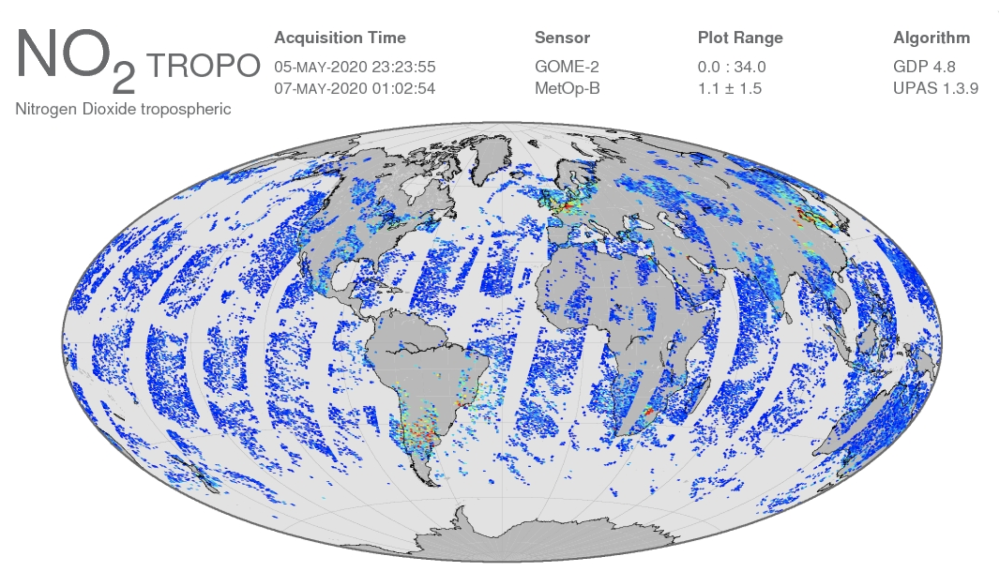 NO2 TROPO
Nitrogen Dioxide tropospheric
Acquisition Time
05-MAY-2020 23:23:55
07-MAY-2020 01:02:54
Sensor
GOME-2
MetOp-B
Plot Range
0.0 : 34.0
1.1 ± 1.5
Algorithm
GDP 4.8
UPAS 1.3.9